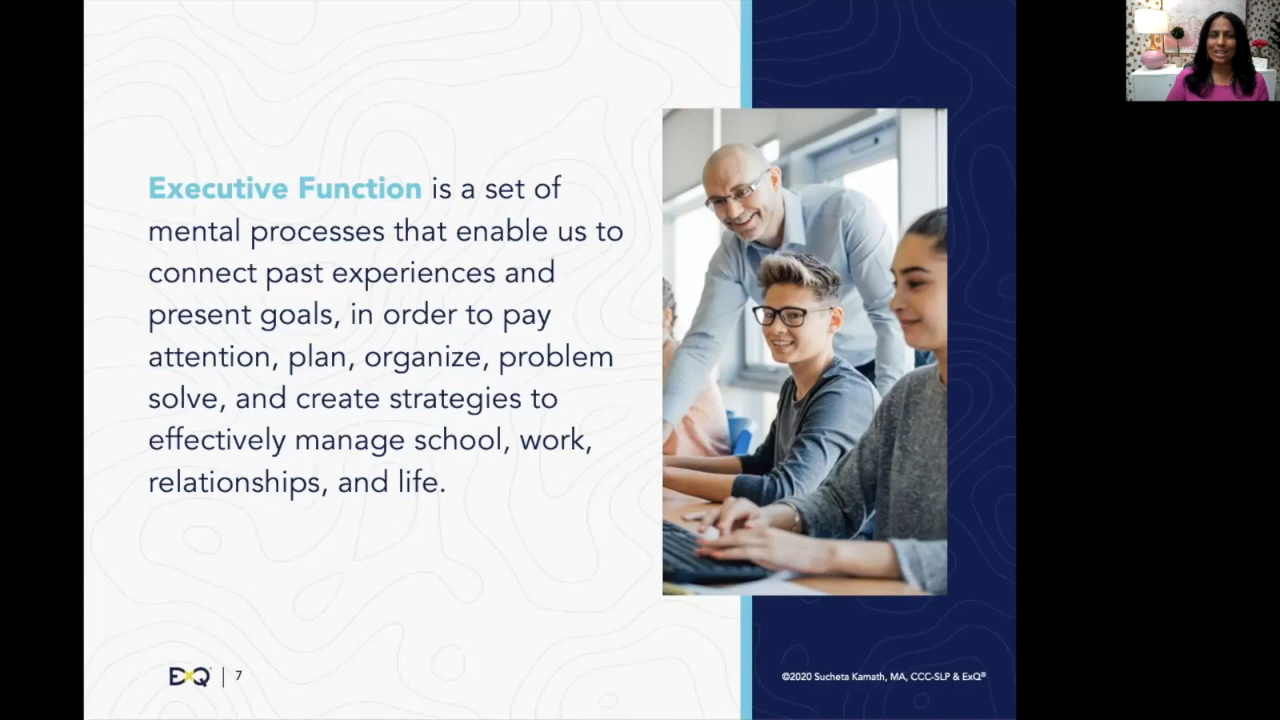 Executive Function is a set of
mental processes that enable us to
connect past experiences and
present goals, in order to pay
attention, plan, organize, problem
solve, and create strategies to
effectively manage school, work,
relationships, and life.
ExQ® | 7
©2020 Sucheta Kamath, MA, CCC-SLP & ExQ®